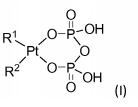 O O
R¹ O P OH
Pt O
R² O P OH
O (I)